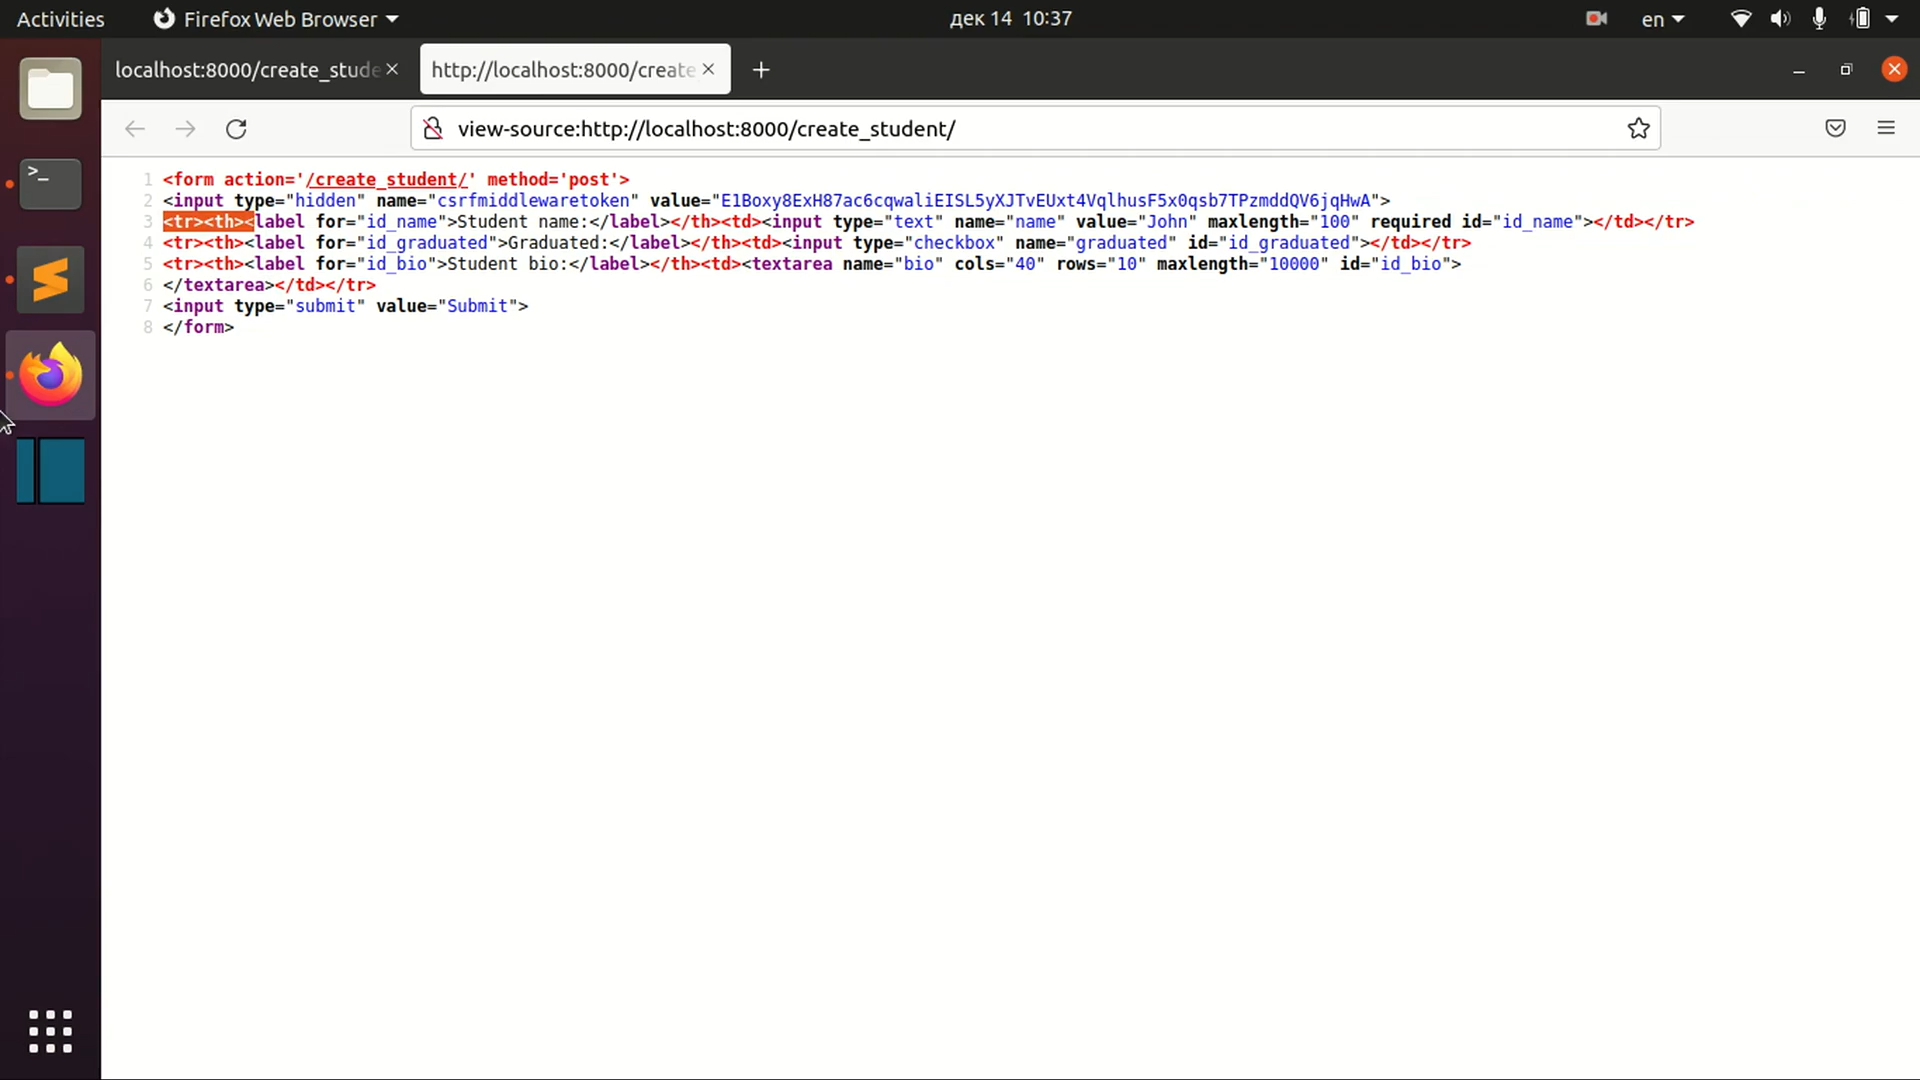 Activities
Firefox Web Browser
дек 14 10:37
en
localhost:8000/create_stude
http://localhost:8000/create
view-source:http://localhost:8000/create_student/
1 <form action='/create_student/' method='post'>
2 <input type="hidden" name="csrfmiddlewaretoken" value="E1Boxy8ExH87ac6cqwaliEISL5yXJTvEUxt4VqlhusF5x0qsb7TPzmddQV6jqHwA">
3 <tr><th><label for="id_name">Student name:</label></th><td><input type="text" name="name" value="John" maxlength="100" required id="id_name"></td></tr>
4 <tr><th><label for="id_graduated">Graduated:</label></th><td><input type="checkbox" name="graduated" id="id_graduated"></td></tr>
5 <tr><th><label for="id_bio">Student bio:</label></th><td><textarea name="bio" cols="40" rows="10" maxlength="10000" id="id_bio">
6 </textarea></td></tr>
7 <input type="submit" value="Submit">
8 </form>